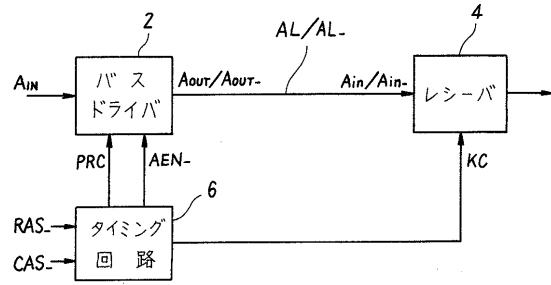 2
AL/AL-
4
AIN
バス
ドライバ
AOUT/AOUT-
Ain/Ain-
レシーバ
PRC
AEN-
KC
6
RAS-
CAS-
タイミング
回路